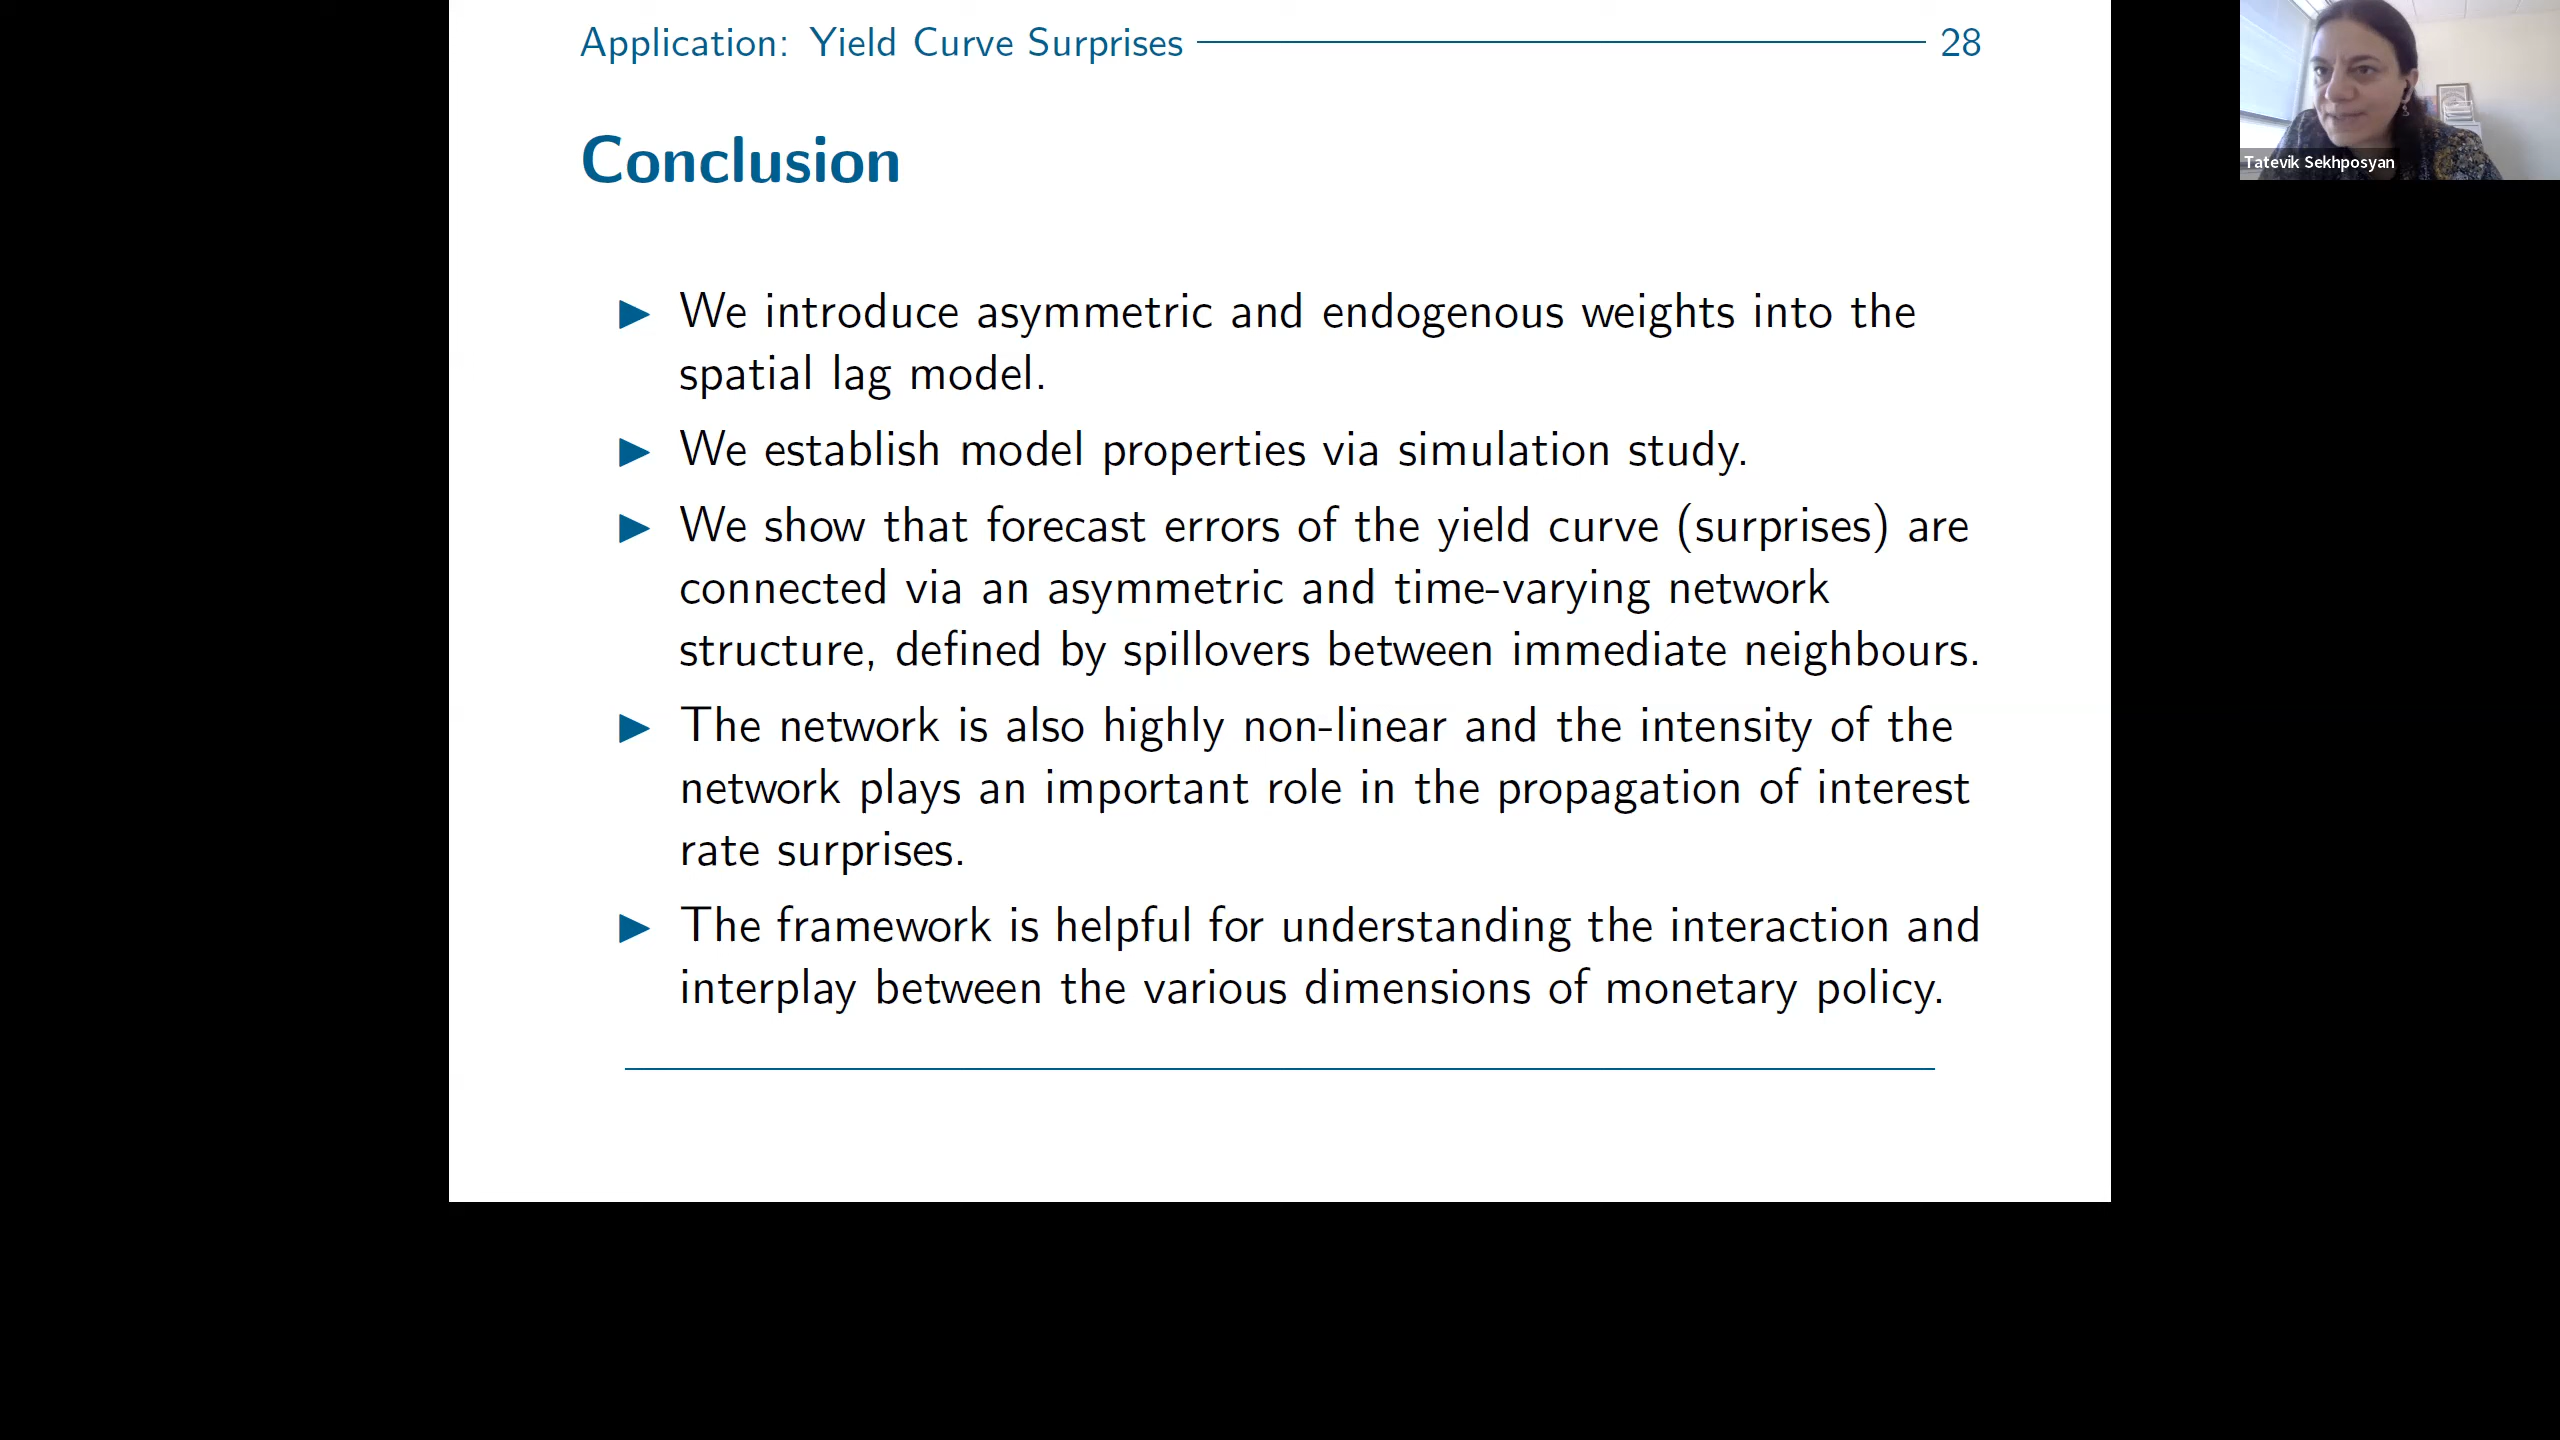 Application: Yield Curve Surprises 28
Tatevik Sekhposyan
Conclusion
We introduce asymmetric and endogenous weights into the
spatial lag model.
We establish model properties via simulation study.
We show that forecast errors of the yield curve (surprises) are
connected via an asymmetric and time-varying network
structure, defined by spillovers between immediate neighbours.
The network is also highly non-linear and the intensity of the
network plays an important role in the propagation of interest
rate surprises.
The framework is helpful for understanding the interaction and
interplay between the various dimensions of monetary policy.